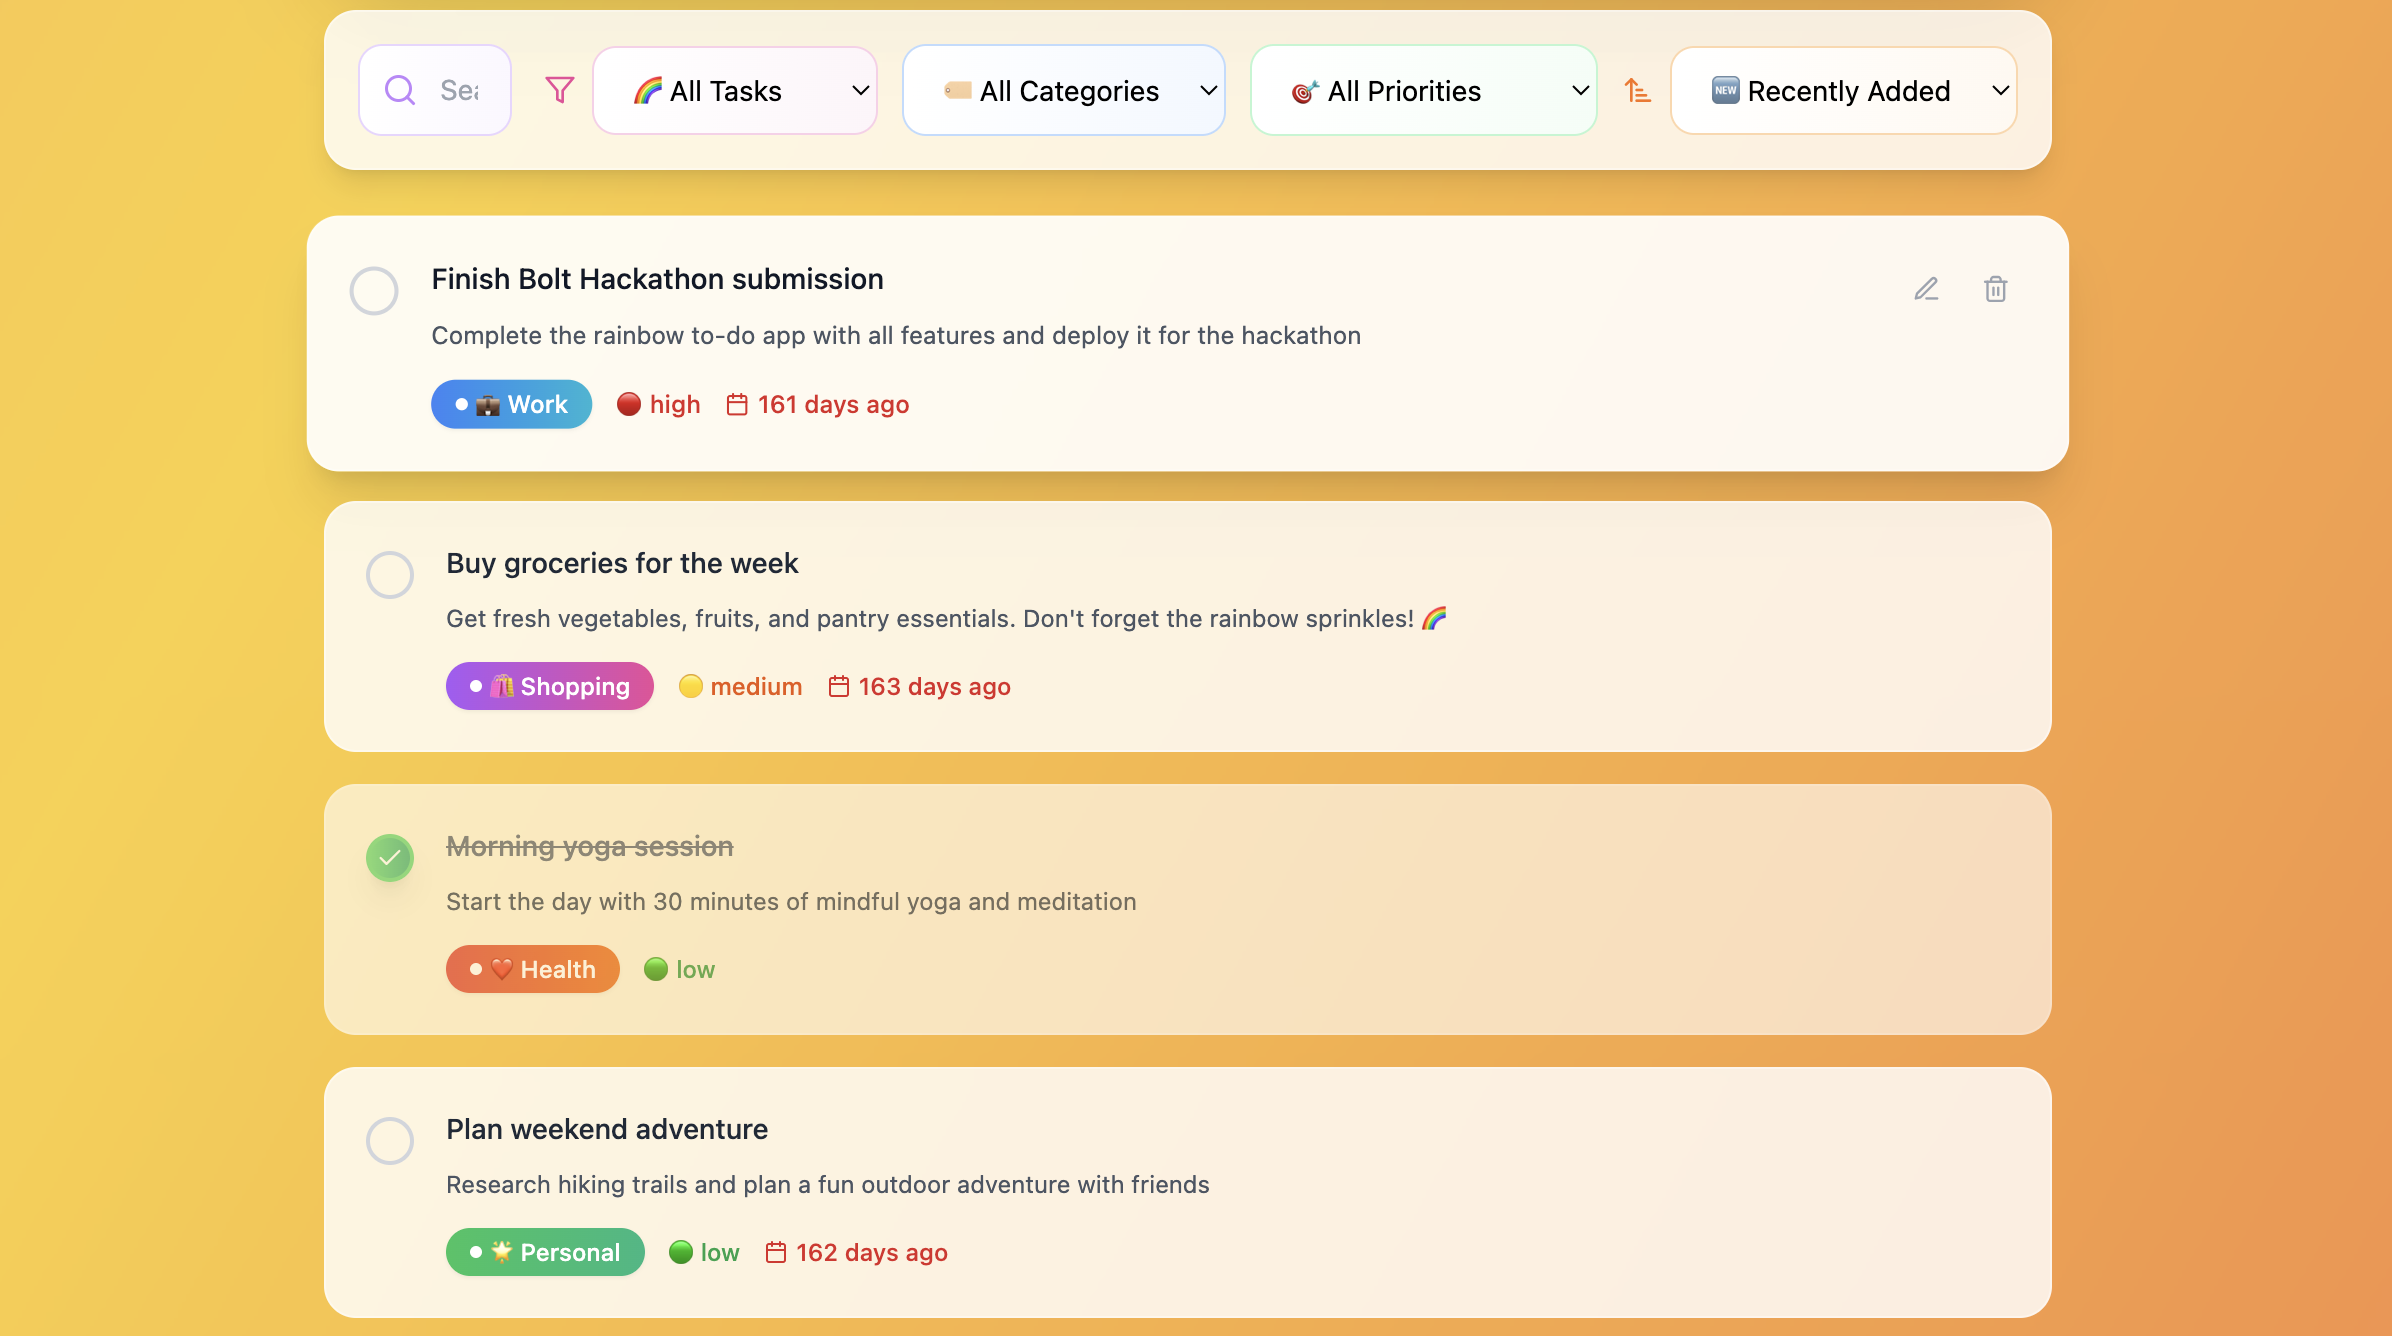 Sea
🌈 All Tasks
🏷️ All Categories
🎯 All Priorities
🆕 Recently Added
Finish Bolt Hackathon submission
Complete the rainbow to-do app with all features and deploy it for the hackathon
💼 Work
🔴 high
161 days ago
Buy groceries for the week
Get fresh vegetables, fruits, and pantry essentials. Don't forget the rainbow sprinkles! 🌈
🛍️ Shopping
🟡 medium
163 days ago
Morning yoga session
Start the day with 30 minutes of mindful yoga and meditation
❤️ Health
🟢 low
Plan weekend adventure
Research hiking trails and plan a fun outdoor adventure with friends
🌟 Personal
🟢 low
162 days ago